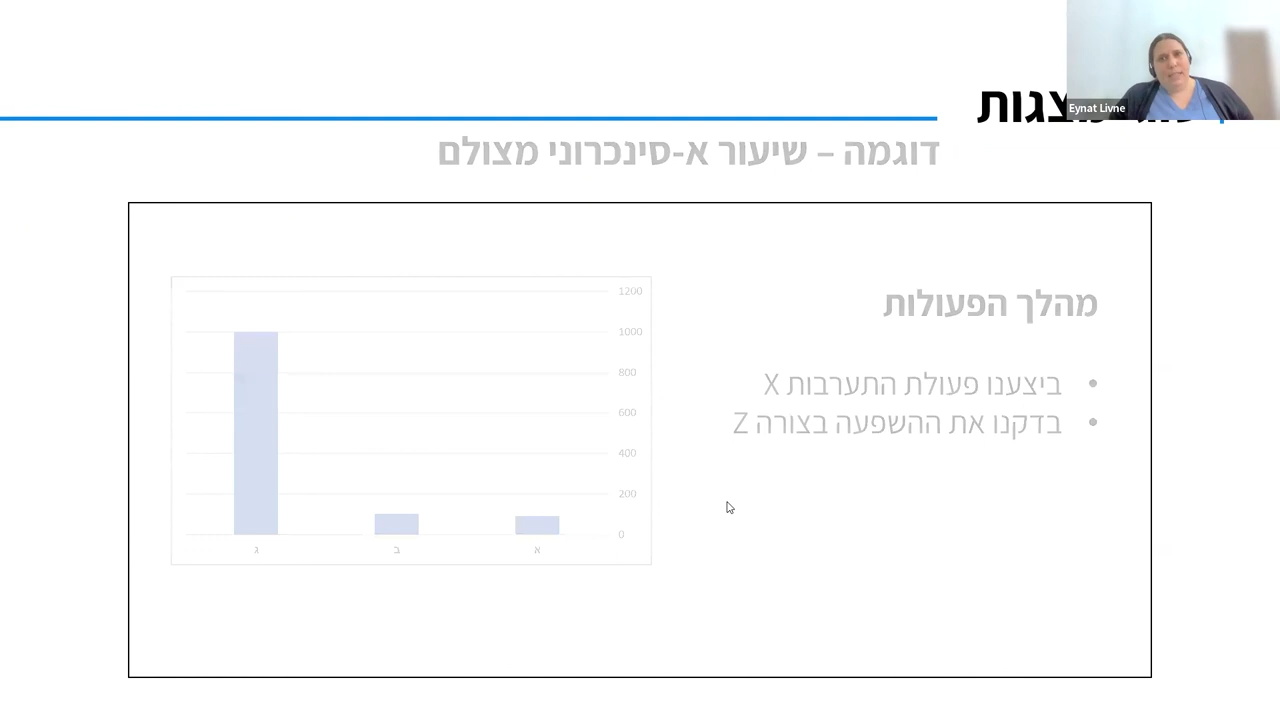 Eynat Livne
דוגמה – שיעור א-סינכרוני מצולם
מהלך הפעולות
• ביצענו פעולת התערבות X
• בדקנו את ההשפעה בצורה Z
1200
1000
800
600
400
200
0
א
ב
ג